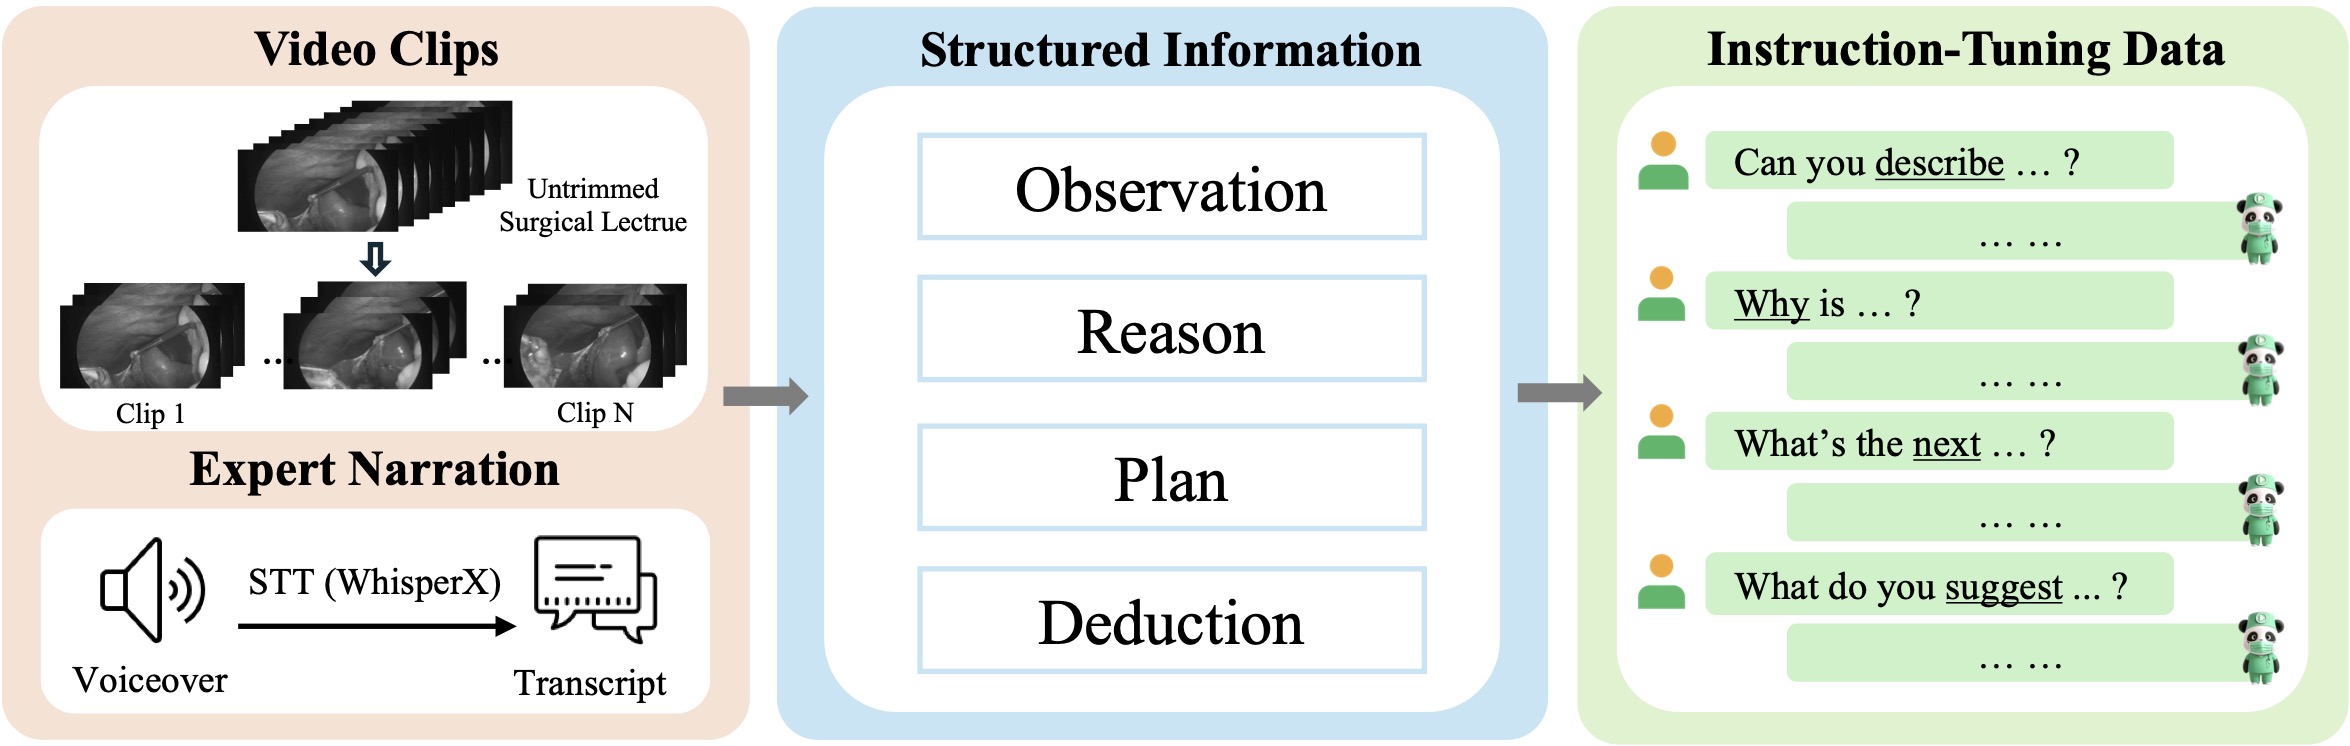 Video Clips
Untrimmed
Surgical Lectrue
... ...
Clip 1
Clip N
Expert Narration
STT (WhisperX)
Voiceover
Transcript
Structured Information
Observation
Reason
Plan
Deduction
Instruction-Tuning Data
Can you describe … ?
… …
Why is … ?
… …
What’s the next … ?
… …
What do you suggest ... ?
… …